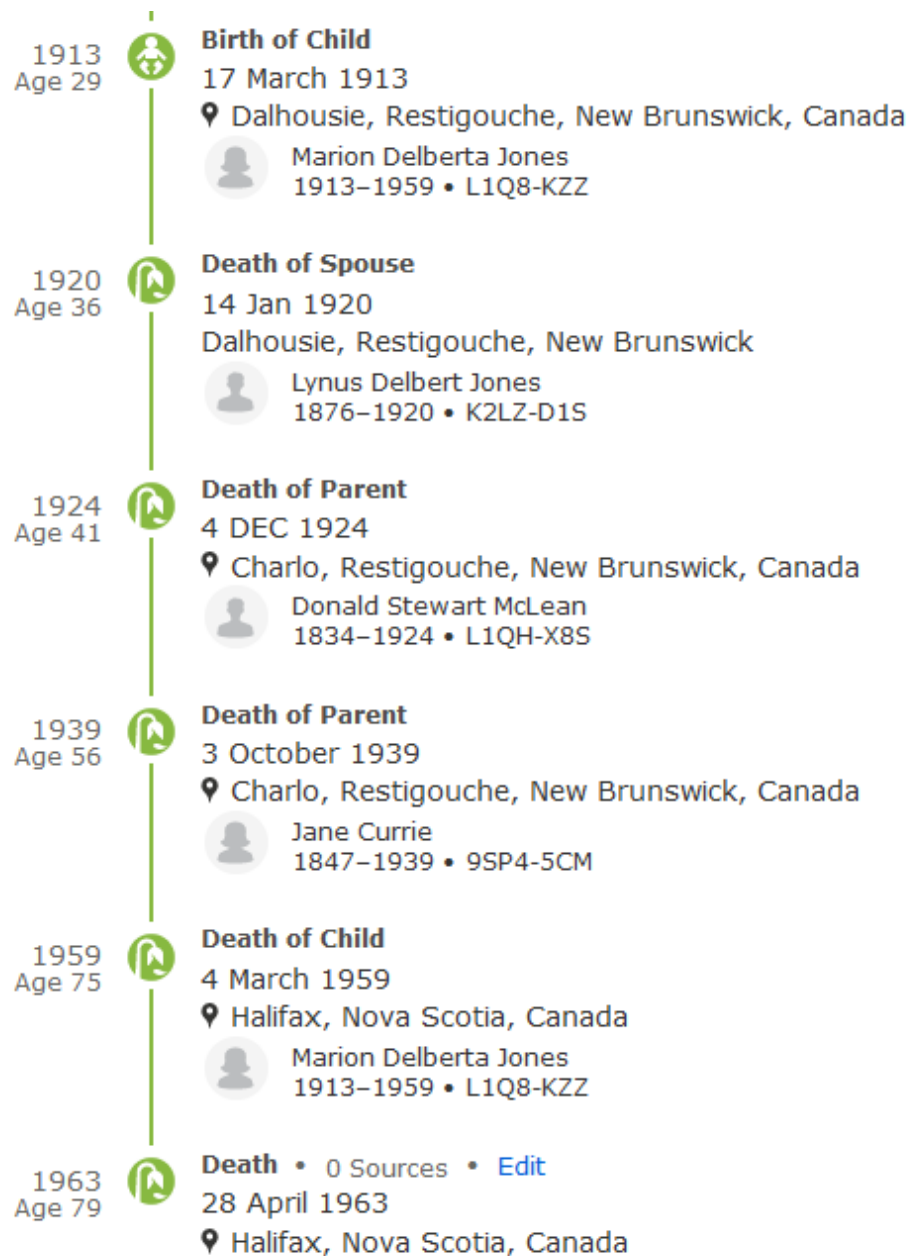 1913
Age 29
Birth of Child
17 March 1913
Dalhousie, Restigouche, New Brunswick, Canada
Marion Delberta Jones
1913–1959 • L1Q8-KZZ
1920
Age 36
Death of Spouse
14 Jan 1920
Dalhousie, Restigouche, New Brunswick
Lynus Delbert Jones
1876–1920 • K2LZ-D1S
1924
Age 41
Death of Parent
4 DEC 1924
Charlo, Restigouche, New Brunswick, Canada
Donald Stewart McLean
1834–1924 • L1QH-X8S
1939
Age 56
Death of Parent
3 October 1939
Charlo, Restigouche, New Brunswick, Canada
Jane Currie
1847–1939 • 9SP4-5CM
1959
Age 75
Death of Child
4 March 1959
Halifax, Nova Scotia, Canada
Marion Delberta Jones
1913–1959 • L1Q8-KZZ
1963
Age 79
Death • 0 Sources • Edit
28 April 1963
Halifax, Nova Scotia, Canada